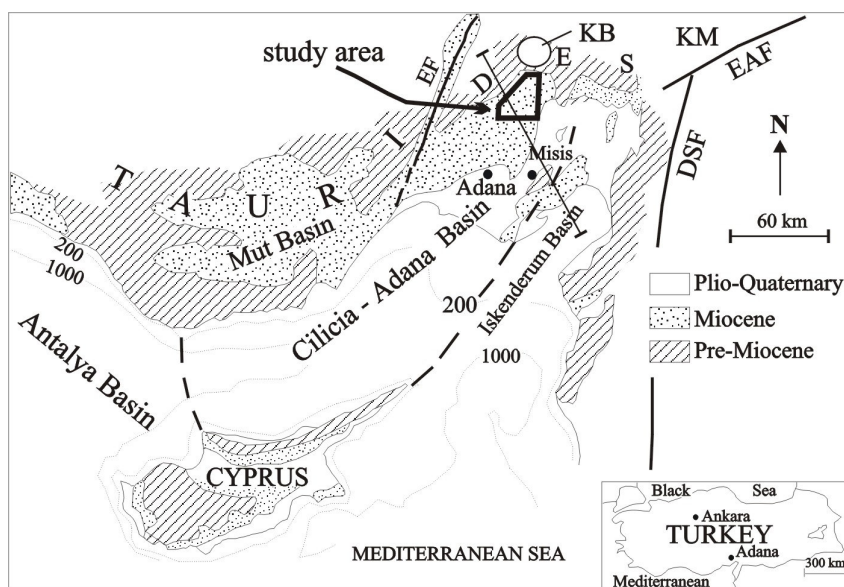 KB
KM
study area
EF
D
E
S
EAF
DSF
N
I
Misis
Adana
T
A
U
R
Mut Basin
60 km
200
1000
Cilicia - Adana Basin
Iskenderum Basin
200
1000
Antalya Basin
Plio-Quaternary
Miocene
Pre-Miocene
CYPRUS
MEDITERRANEAN SEA
Black Sea
Ankara
TURKEY
Adana
300 km
Mediterranean